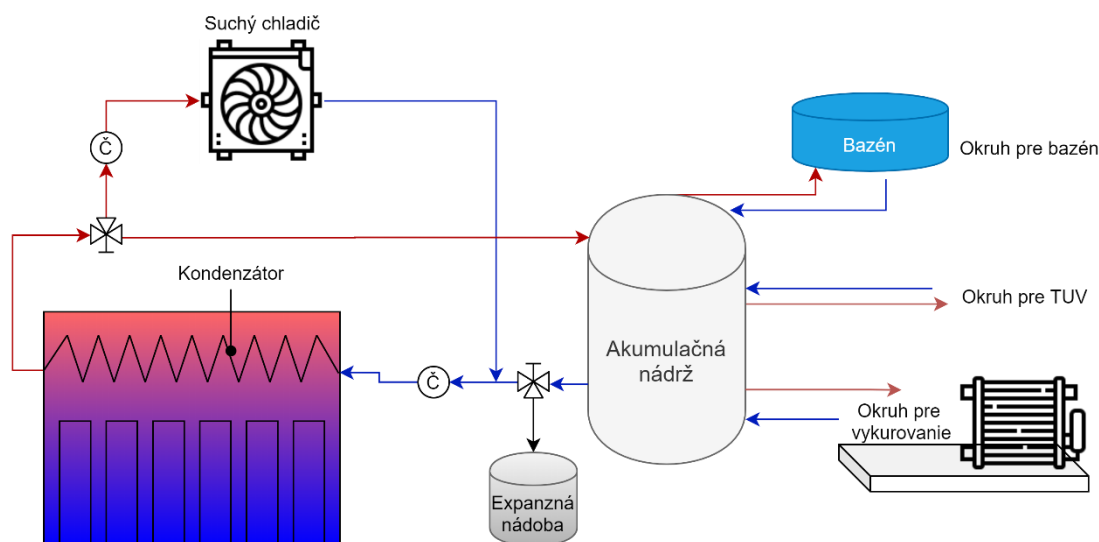 Suchý chladič
Č
Bazén
Okruh pre bazén
Kondenzátor
Okruh pre TUV
Akumulačná
nádrž
Č
Okruh pre
vykurovanie
Expanzná
nádoba